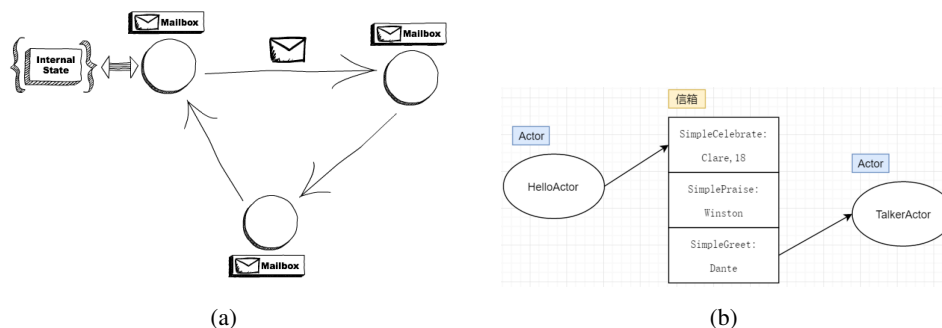 Mailbox
Mailbox
Internal
State
Mailbox
(a)
信箱
SimpleCelebrate:
Clare,18
Actor
HelloActor
SimplePraise:
Winston
Actor
TalkerActor
SimpleGreet:
Dante
(b)